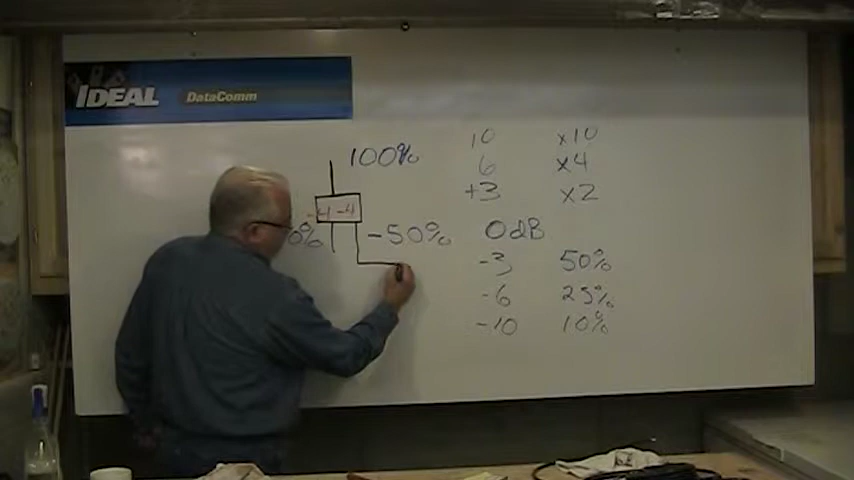 IDEAL DataComm
100%
-4 -4
0% -50%
10 x10
6 x4
+3 x2
0dB
-3 50%
-6 25%
-10 10%